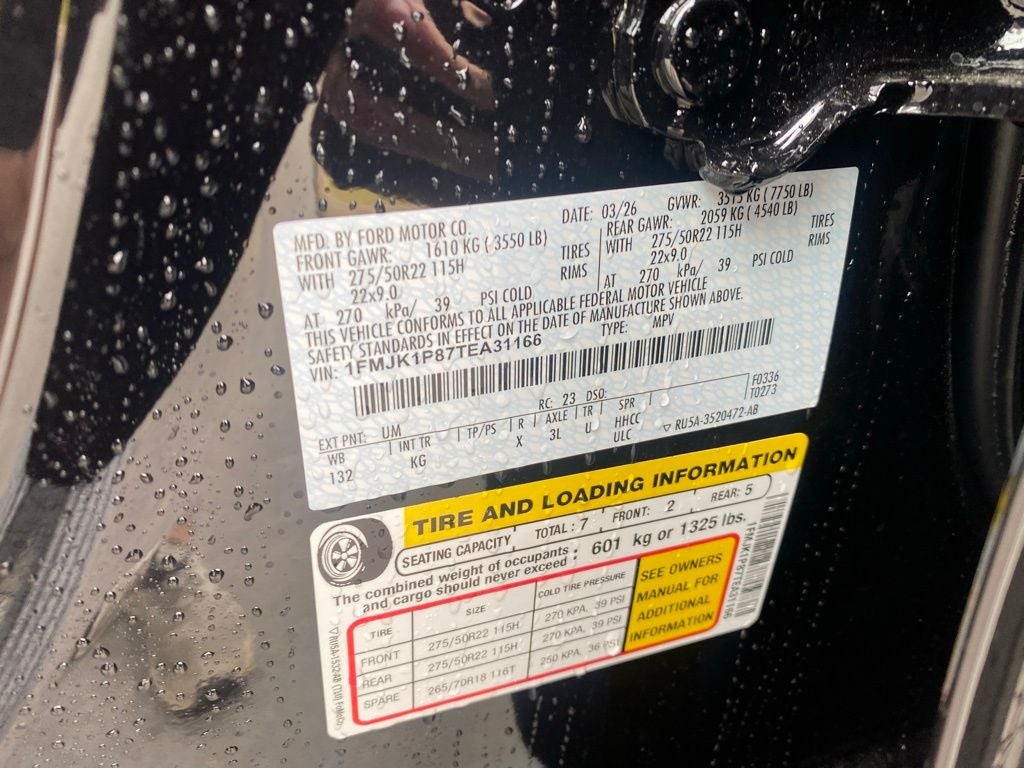 MFD. BY FORD MOTOR CO.
DATE: 03/26 GVWR: 3515 KG ( 7750 LB)
FRONT GAWR: 1610 KG ( 3550 LB)
WITH 275/50R22 115H TIRES
22x9.0 RIMS
AT 270 kPa/ 39 PSI COLD
REAR GAWR: 2059 KG ( 4540 LB)
WITH 275/50R22 115H TIRES
22x9.0 RIMS
AT 270 kPa/ 39 PSI COLD
THIS VEHICLE CONFORMS TO ALL APPLICABLE FEDERAL MOTOR VEHICLE
SAFETY STANDARDS IN EFFECT ON THE DATE OF MANUFACTURE SHOWN ABOVE.
VIN: 1FMJK1P87TEA31166 TYPE: MPV
EXT PNT: UM RC: 23 DSO: F0336
T0273
WB INT TR TP/PS R AXLE TR SPR
132 KG X 3L U HHCC
ULC ▽ RU5A-3520472-AB
TIRE AND LOADING INFORMATION
SEATING CAPACITY TOTAL : 7 FRONT: 2 REAR: 5
The combined weight of occupants : 601 kg or 1325 lbs.
and cargo should never exceed
TIRE SIZE COLD TIRE PRESSURE
FRONT 275/50R22 115H 270 KPA, 39 PSI
REAR 275/50R22 115H 270 KPA, 39 PSI
SPARE 265/70R18 116T 250 KPA, 36 PSI
SEE OWNERS
MANUAL FOR
ADDITIONAL
INFORMATION
1FMJK1P87TEA31166